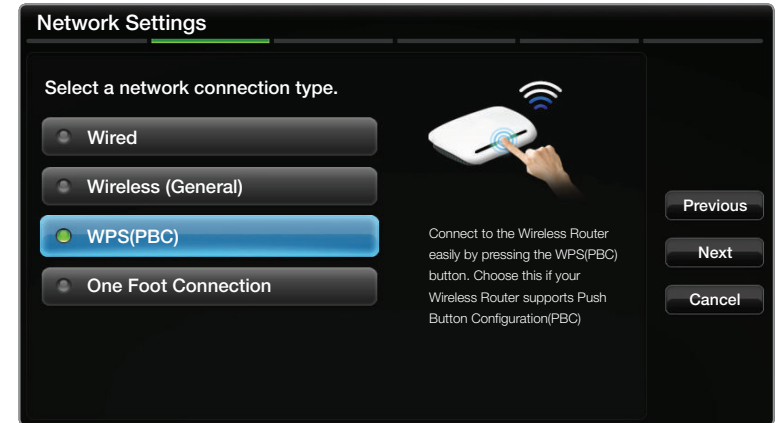 Network Settings
Select a network connection type.
Wired
Wireless (General)
WPS(PBC)
One Foot Connection
Connect to the Wireless Router
easily by pressing the WPS(PBC)
button. Choose this if your
Wireless Router supports Push
Button Configuration(PBC)
Previous
Next
Cancel